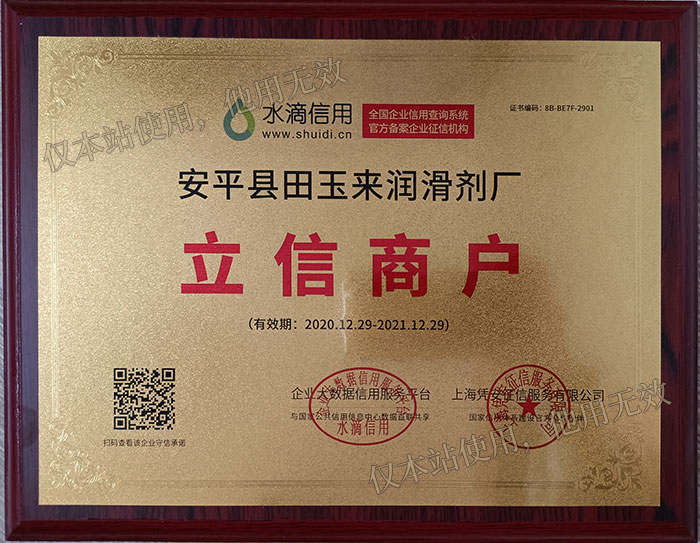 证书编码：8B-BE7F-2901
水滴信用
www.shuidi.cn
全国企业信用查询系统
官方备案企业征信机构
仅本站使用，他用无效
安平县田玉来润滑剂厂
立信商户
（有效期：2020.12.29-2021.12.29）
企业大数据信用服务平台
与国家公共信用信息中心数据互联共享
水滴信用
上海凭安征信服务有限公司
扫码查看该企业守信承诺
仅本站使用，他用无效